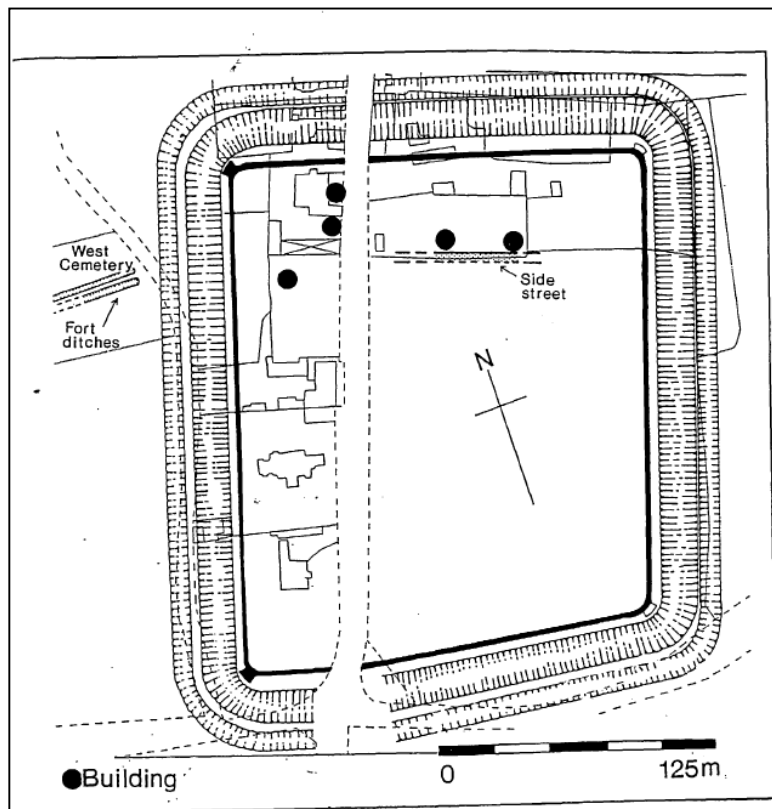 West
Cemetery
Fort
ditches
Side
street
N
Building
0
125m